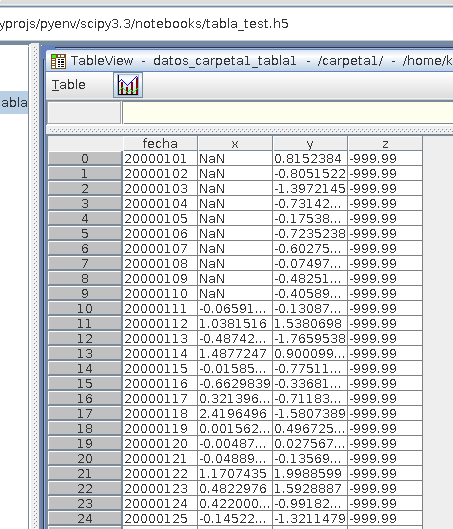 yprojs/pyenv/scipy3.3/notebooks/tabla_test.h5
TableView - datos_carpeta1_tabla1 - /carpeta1/ - /home/k
Table
abla
fecha x y z
0 20000101 NaN 0.8152384 -999.99
1 20000102 NaN -0.8051522 -999.99
2 20000103 NaN -1.3972145 -999.99
3 20000104 NaN -0.73142... -999.99
4 20000105 NaN -0.17538... -999.99
5 20000106 NaN -0.7235238 -999.99
6 20000107 NaN -0.60275... -999.99
7 20000108 NaN -0.07497... -999.99
8 20000109 NaN -0.48251... -999.99
9 20000110 NaN -0.40589... -999.99
10 20000111 -0.06591... -0.13087... -999.99
11 20000112 1.0381516 1.5380698 -999.99
12 20000113 -0.48742... -1.7659538 -999.99
13 20000114 1.4877247 0.900099... -999.99
14 20000115 -0.01585... -0.77511... -999.99
15 20000116 -0.6629839 -0.33681... -999.99
16 20000117 0.321396... -0.71183... -999.99
17 20000118 2.4196496 -1.5807389 -999.99
18 20000119 0.001562... 0.496725... -999.99
19 20000120 -0.00487... 0.027567... -999.99
20 20000121 -0.04889... -0.13569... -999.99
21 20000122 1.1707435 1.9988599 -999.99
22 20000123 0.4822976 1.5928887 -999.99
23 20000124 0.422000... -0.99182... -999.99
24 20000125 -0.14522... -1.3211479 -999.99